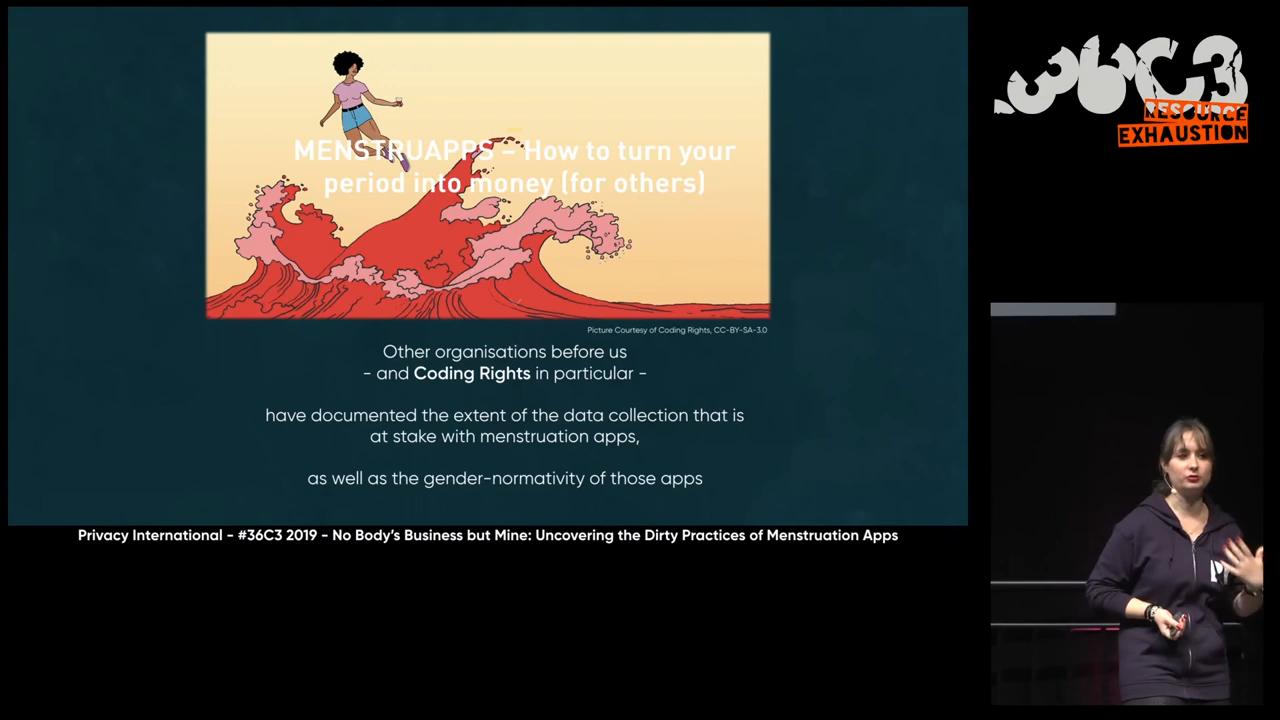 MENSTRUAPPS – How to turn your
period into money (for others)
Picture Courtesy of Coding Rights, CC-BY-SA-3.0
Other organisations before us
- and Coding Rights in particular -
have documented the extent of the data collection that is
at stake with menstruation apps,
as well as the gender-normativity of those apps
Privacy International - #36C3 2019 - No Body's Business but Mine: Uncovering the Dirty Practices of Menstruation Apps
36C3
RESOURCE
EXHAUSTION